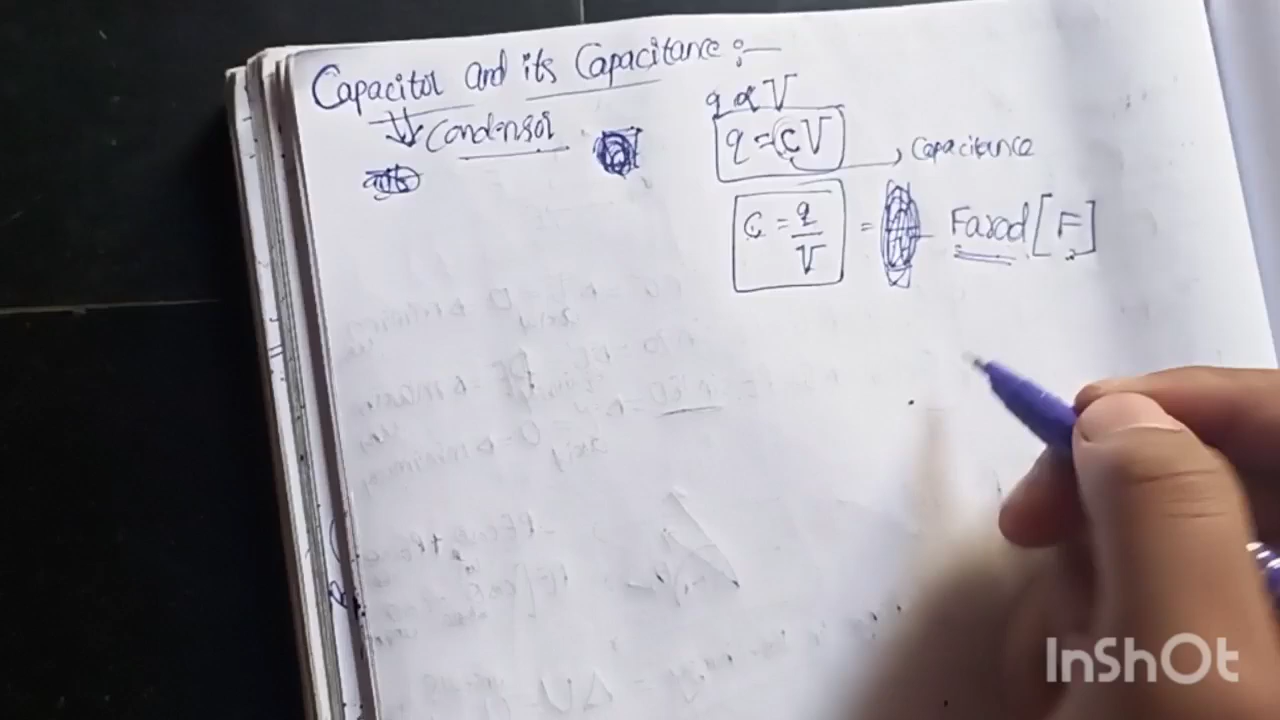 Capacitor and its Capacitance :—
Condensor
q ∝ V
q = CV
Capacitance
C = q/V = Farad [F]
InShOt